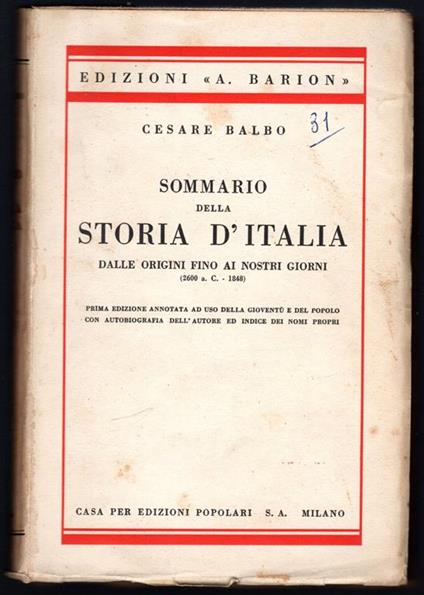 EDIZIONI «A. BARION»
CESARE BALBO
31
SOMMARIO
DELLA
STORIA D'ITALIA
DALLE ORIGINI FINO AI NOSTRI GIORNI
(2600 a. C. - 1848)
PRIMA EDIZIONE ANNOTATA AD USO DELLA GIOVENTÙ E DEL POPOLO
CON AUTOBIOGRAFIA DELL'AUTORE ED INDICE DEI NOMI PROPRI
CASA PER EDIZIONI POPOLARI S. A. MILANO